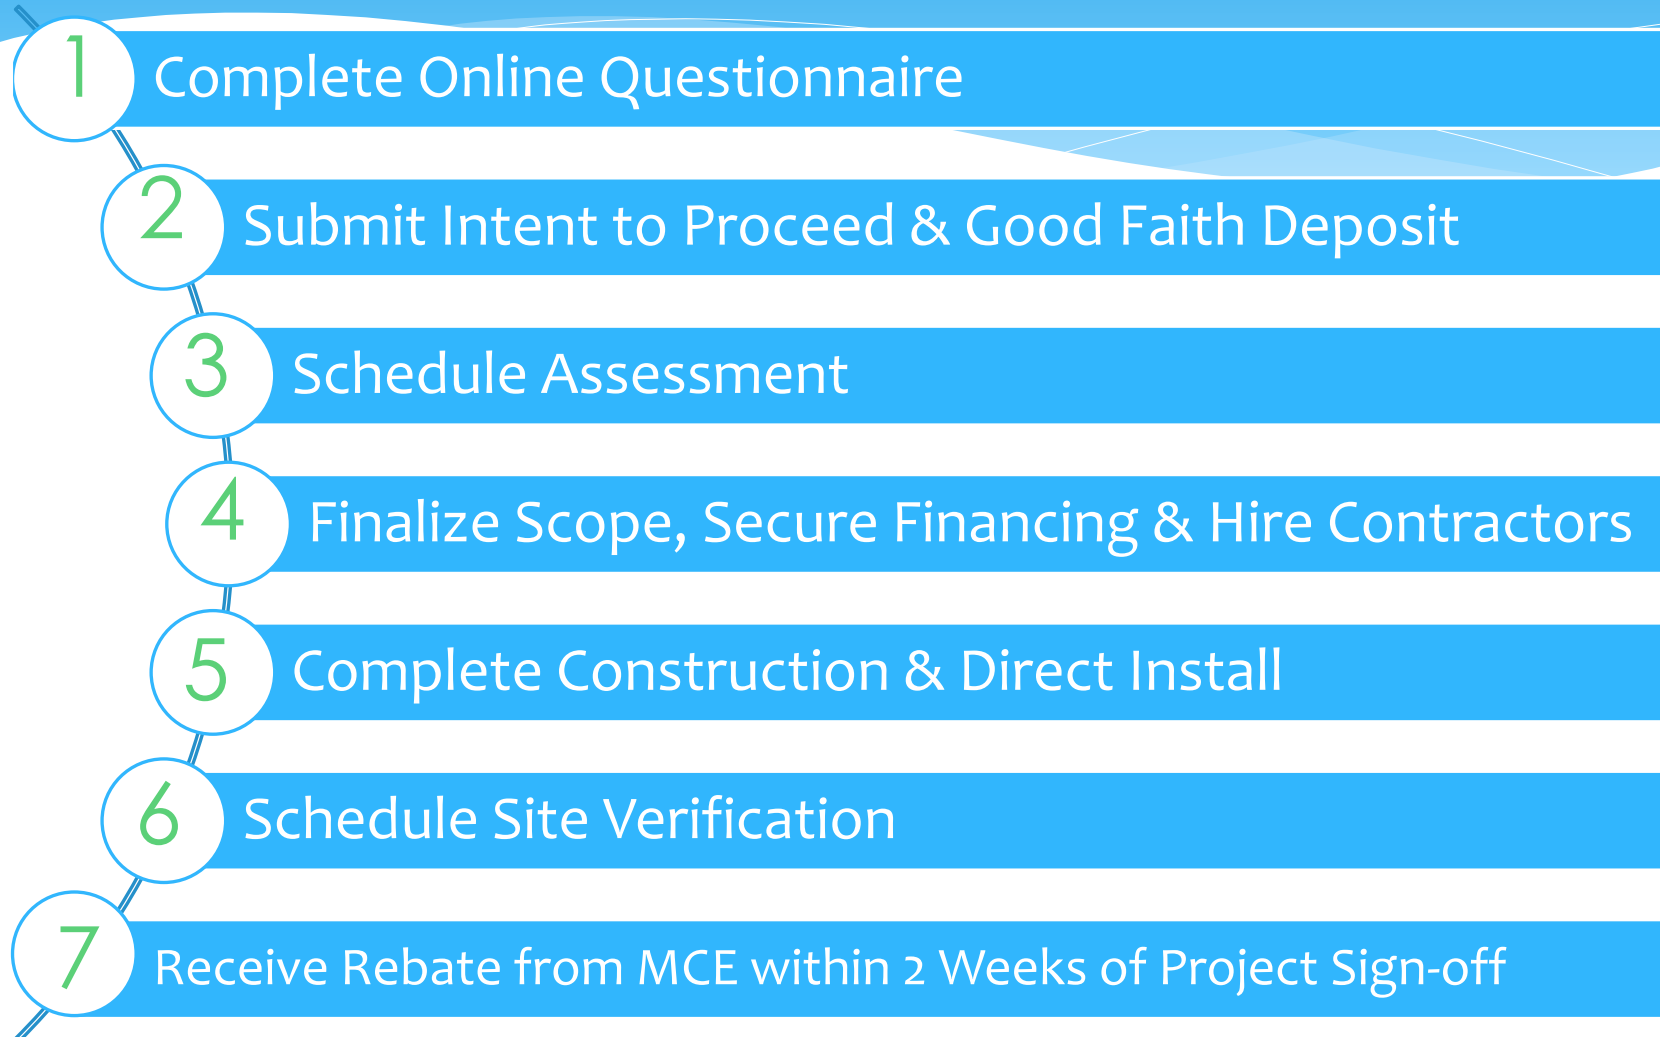 1 Complete Online Questionnaire
2 Submit Intent to Proceed & Good Faith Deposit
3 Schedule Assessment
4 Finalize Scope, Secure Financing & Hire Contractors
5 Complete Construction & Direct Install
6 Schedule Site Verification
7 Receive Rebate from MCE within 2 Weeks of Project Sign-off